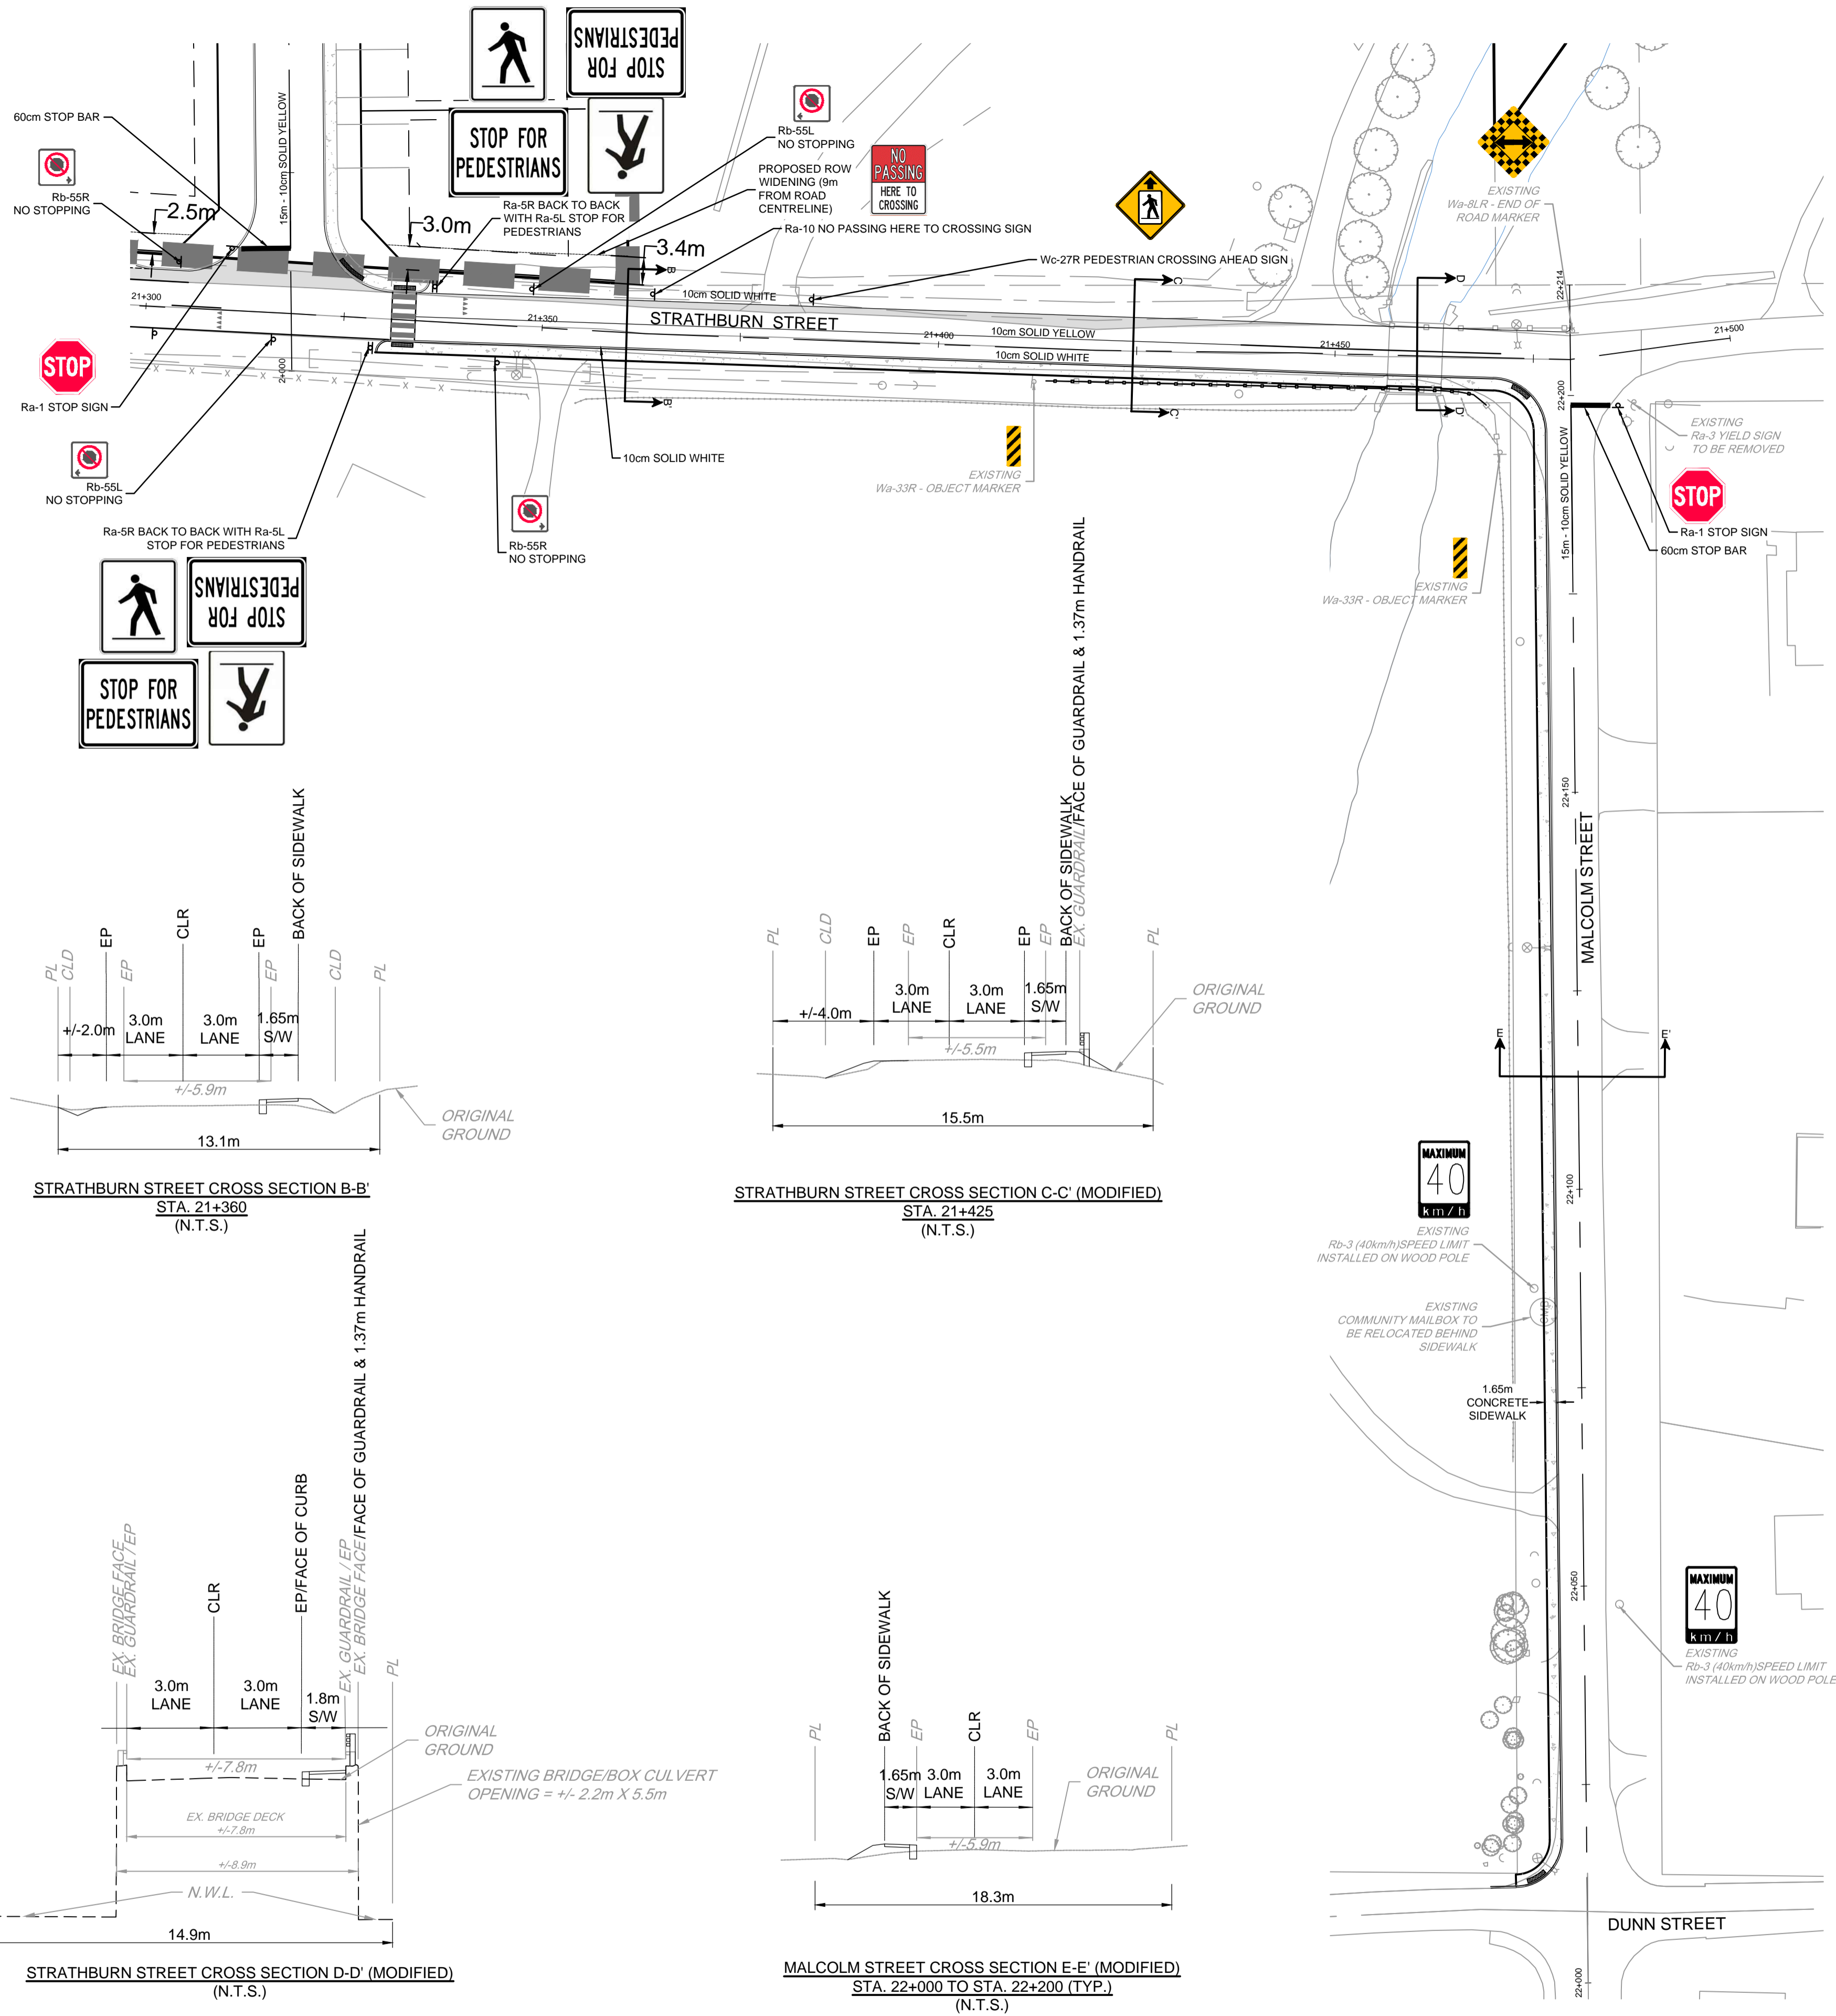 STOP FOR
PEDESTRIANS
STOP FOR
PEDESTRIANS
60cm STOP BAR
15m - 10cm SOLID YELLOW
Rb-55R
NO STOPPING
2.5m
3.0m
3.4m
Ra-5R BACK TO BACK
WITH Ra-5L STOP FOR
PEDESTRIANS
Rb-55L
NO STOPPING
PROPOSED ROW
WIDENING (9m
FROM ROAD
CENTRELINE)
NO
PASSING
HERE TO
CROSSING
Ra-10 NO PASSING HERE TO CROSSING SIGN
Wc-27R PEDESTRIAN CROSSING AHEAD SIGN
EXISTING
Wa-8LR - END OF
ROAD MARKER
B
C
D
22+214
21+300
10cm SOLID WHITE
21+350
STRATHBURN STREET
21+400
10cm SOLID YELLOW
21+450
10cm SOLID WHITE
21+500
2+000
B'
C'
D'
22+200
STOP
Ra-1 STOP SIGN
Rb-55L
NO STOPPING
10cm SOLID WHITE
EXISTING
Wa-33R - OBJECT MARKER
EXISTING
Ra-3 YIELD SIGN
TO BE REMOVED
STOP
Ra-1 STOP SIGN
60cm STOP BAR
15m - 10cm SOLID YELLOW
Ra-5R BACK TO BACK WITH Ra-5L
STOP FOR PEDESTRIANS
Rb-55R
NO STOPPING
EXISTING
Wa-33R - OBJECT MARKER
STOP FOR
PEDESTRIANS
STOP FOR
PEDESTRIANS
22+150
MALCOLM STREET
PL
CLD
EP
EP
CLR
EP
EP
BACK OF SIDEWALK
CLD
PL
+/-2.0m
3.0m
LANE
3.0m
LANE
1.65m
S/W
+/-5.9m
ORIGINAL
GROUND
13.1m
STRATHBURN STREET CROSS SECTION B-B'
STA. 21+360
(N.T.S.)
PL
CLD
EP
EP
CLR
EP
EP
BACK OF SIDEWALK
EX. GUARDRAIL/FACE OF GUARDRAIL & 1.37m HANDRAIL
PL
+/-4.0m
3.0m
LANE
3.0m
LANE
1.65m
S/W
+/-5.5m
ORIGINAL
GROUND
15.5m
STRATHBURN STREET CROSS SECTION C-C' (MODIFIED)
STA. 21+425
(N.T.S.)
E
E'
MAXIMUM
40
km/h
EXISTING
Rb-3 (40km/h)SPEED LIMIT
INSTALLED ON WOOD POLE
22+100
EXISTING
COMMUNITY MAILBOX TO
BE RELOCATED BEHIND
SIDEWALK
CMB
1.65m
CONCRETE
SIDEWALK
22+050
MAXIMUM
40
km/h
EXISTING
Rb-3 (40km/h)SPEED LIMIT
INSTALLED ON WOOD POLE
DUNN STREET
22+000
EX. BRIDGE FACE
EX. GUARDRAIL / EP
CLR
EP/FACE OF CURB
EX. GUARDRAIL / EP
EX. BRIDGE FACE/FACE OF GUARDRAIL & 1.37m HANDRAIL
PL
3.0m
LANE
3.0m
LANE
1.8m
S/W
+/-7.8m
ORIGINAL
GROUND
EXISTING BRIDGE/BOX CULVERT
OPENING = +/- 2.2m X 5.5m
EX. BRIDGE DECK
+/-7.8m
+/-8.9m
N.W.L.
14.9m
STRATHBURN STREET CROSS SECTION D-D' (MODIFIED)
(N.T.S.)
PL
BACK OF SIDEWALK
EP
CLR
EP
PL
1.65m
S/W
3.0m
LANE
3.0m
LANE
+/-5.9m
ORIGINAL
GROUND
18.3m
MALCOLM STREET CROSS SECTION E-E' (MODIFIED)
STA. 22+000 TO STA. 22+200 (TYP.)
(N.T.S.)